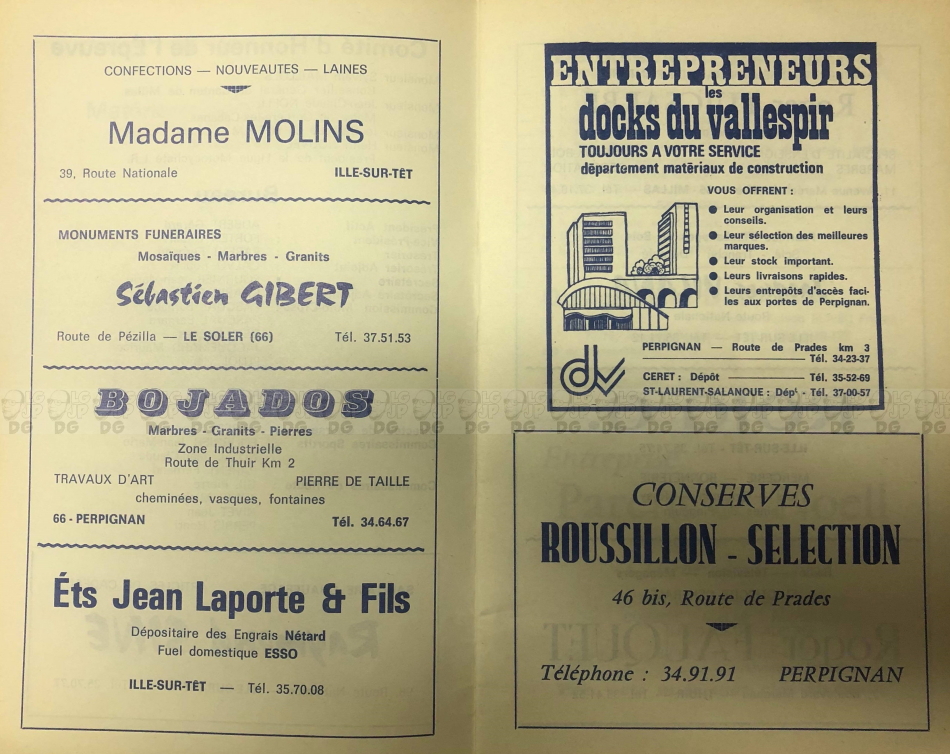 CONFECTIONS — NOUVEAUTES — LAINES
Madame MOLINS
39, Route Nationale ILLE-SUR-TÊT
MONUMENTS FUNERAIRES
Mosaïques - Marbres - Granits
Sébastien GIBERT
Route de Pézilla — LE SOLER (66) Tél. 37.51.53
BOJADOS
Marbres - Granits - Pierres
Zone Industrielle
Route de Thuir Km 2
TRAVAUX D'ART PIERRE DE TAILLE
cheminées, vasques, fontaines
66 - PERPIGNAN Tél. 34.64.67
Éts Jean Laporte & Fils
Dépositaire des Engrais Nétard
Fuel domestique ESSO
ILLE-SUR-TÊT — Tél. 35.70.08
ENTREPRENEURS
les
docks du vallespir
TOUJOURS A VOTRE SERVICE
département matériaux de construction
VOUS OFFRENT :
● Leur organisation et leurs
conseils.
● Leur sélection des meilleures
marques.
● Leur stock important.
● Leurs livraisons rapides.
● Leurs entrepôts d'accès faci-
les aux portes de Perpignan.
dv
PERPIGNAN — Route de Prades km 3
Tél. 34-23-37
CERET : Dépôt — Tél. 35-52-69
ST-LAURENT-SALANQUE : Dépt - Tél. 37-00-57
CONSERVES
ROUSSILLON - SELECTION
46 bis, Route de Prades
Téléphone : 34.91.91 PERPIGNAN